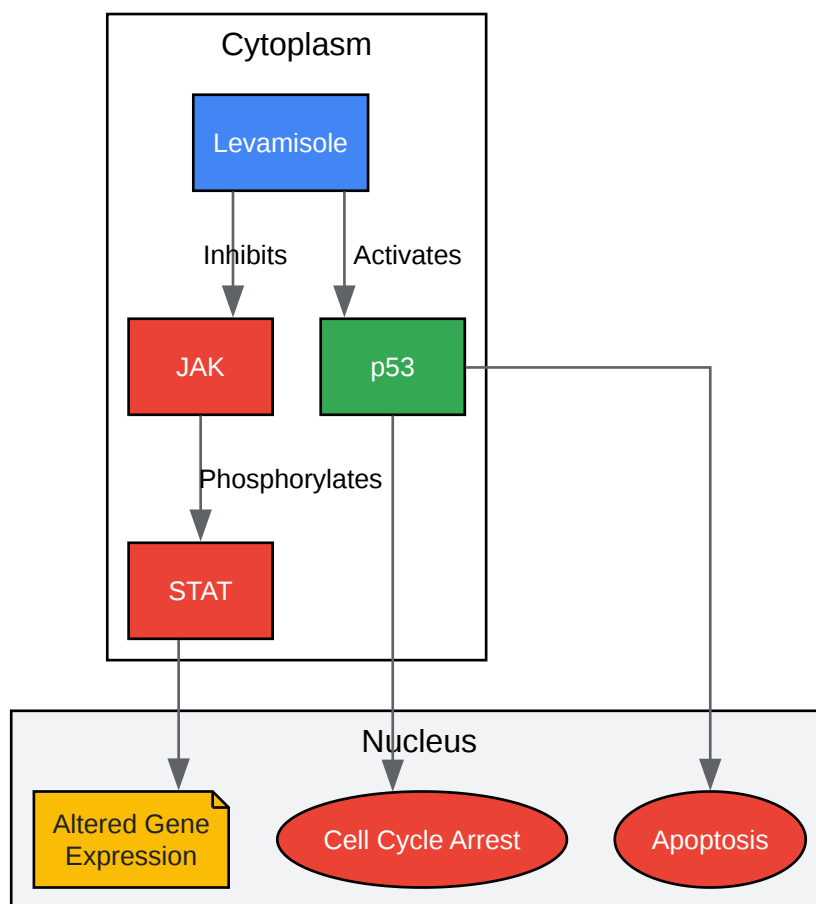 Cytoplasm
Levamisole
Inhibits
Activates
JAK
p53
Phosphorylates
STAT
Nucleus
Altered Gene
Expression
Cell Cycle Arrest
Apoptosis